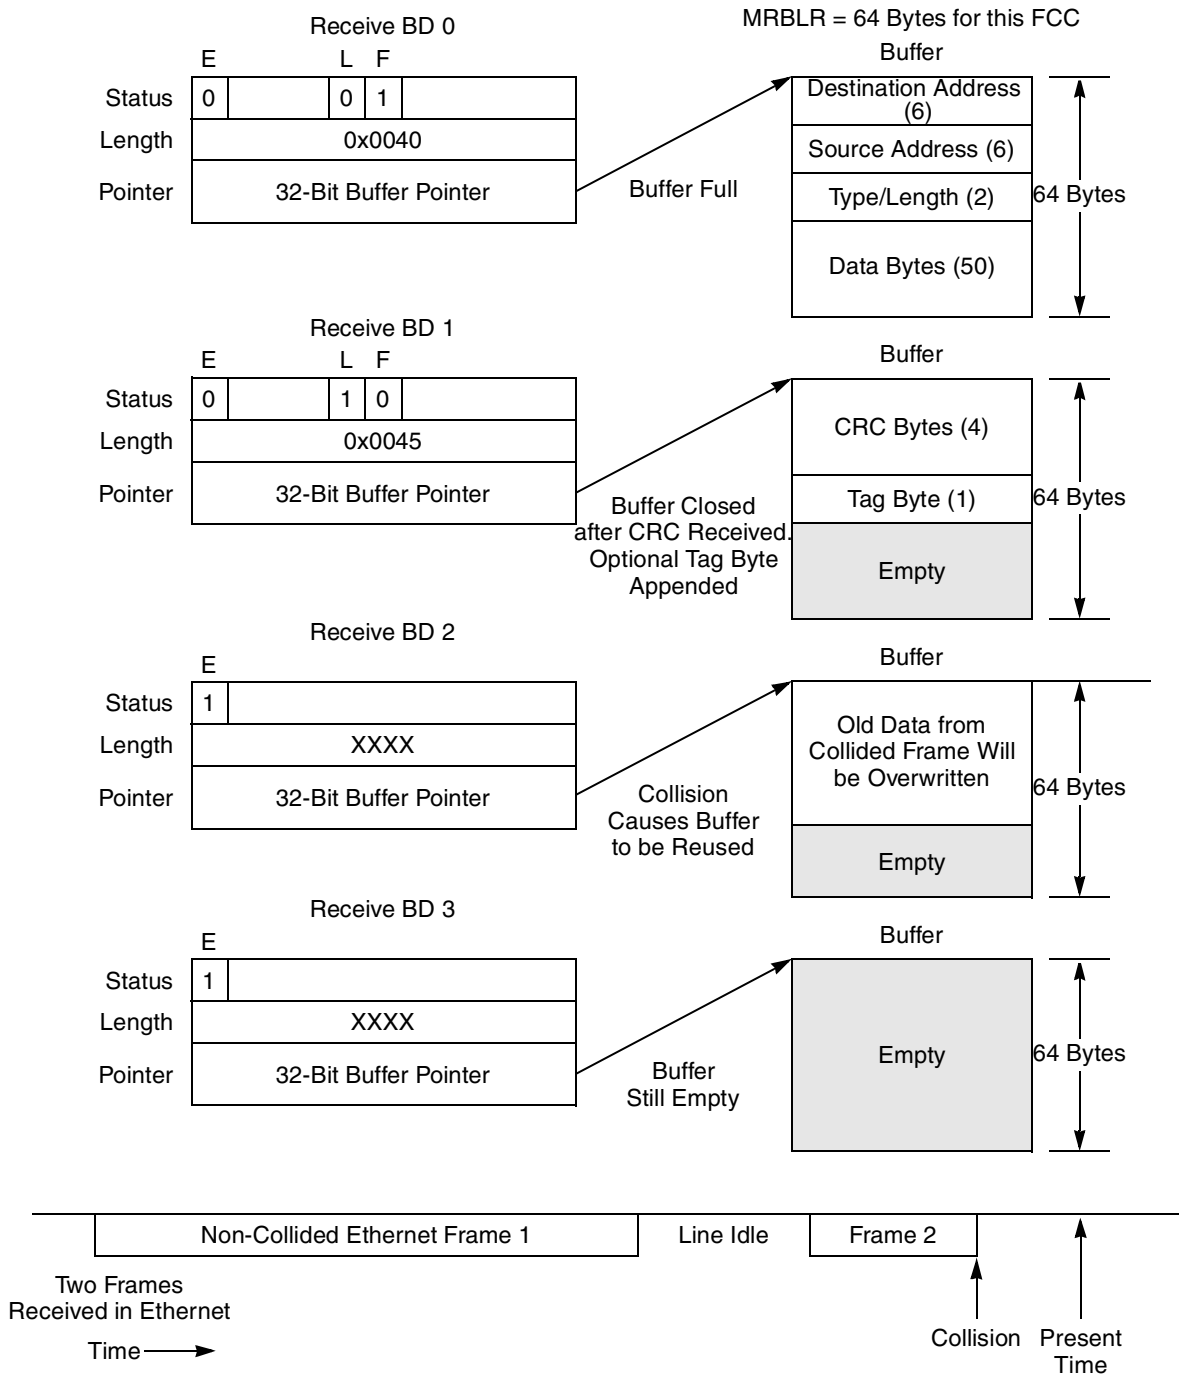 MRBLR = 64 Bytes for this FCC
Receive BD 0
Buffer
E L F
Status 0 0 1
Length 0x0040
Pointer 32-Bit Buffer Pointer
Buffer Full
Destination Address
(6)
Source Address (6)
Type/Length (2)
Data Bytes (50)
64 Bytes
Receive BD 1
Buffer
E L F
Status 0 1 0
Length 0x0045
Pointer 32-Bit Buffer Pointer
Buffer Closed
after CRC Received.
Optional Tag Byte
Appended
CRC Bytes (4)
Tag Byte (1)
Empty
64 Bytes
Receive BD 2
Buffer
E
Status 1
Length XXXX
Pointer 32-Bit Buffer Pointer
Collision
Causes Buffer
to be Reused
Old Data from
Collided Frame Will
be Overwritten
Empty
64 Bytes
Receive BD 3
Buffer
E
Status 1
Length XXXX
Pointer 32-Bit Buffer Pointer
Buffer
Still Empty
Empty
64 Bytes
Non-Collided Ethernet Frame 1
Line Idle
Frame 2
Two Frames
Received in Ethernet
Time
Collision
Present
Time